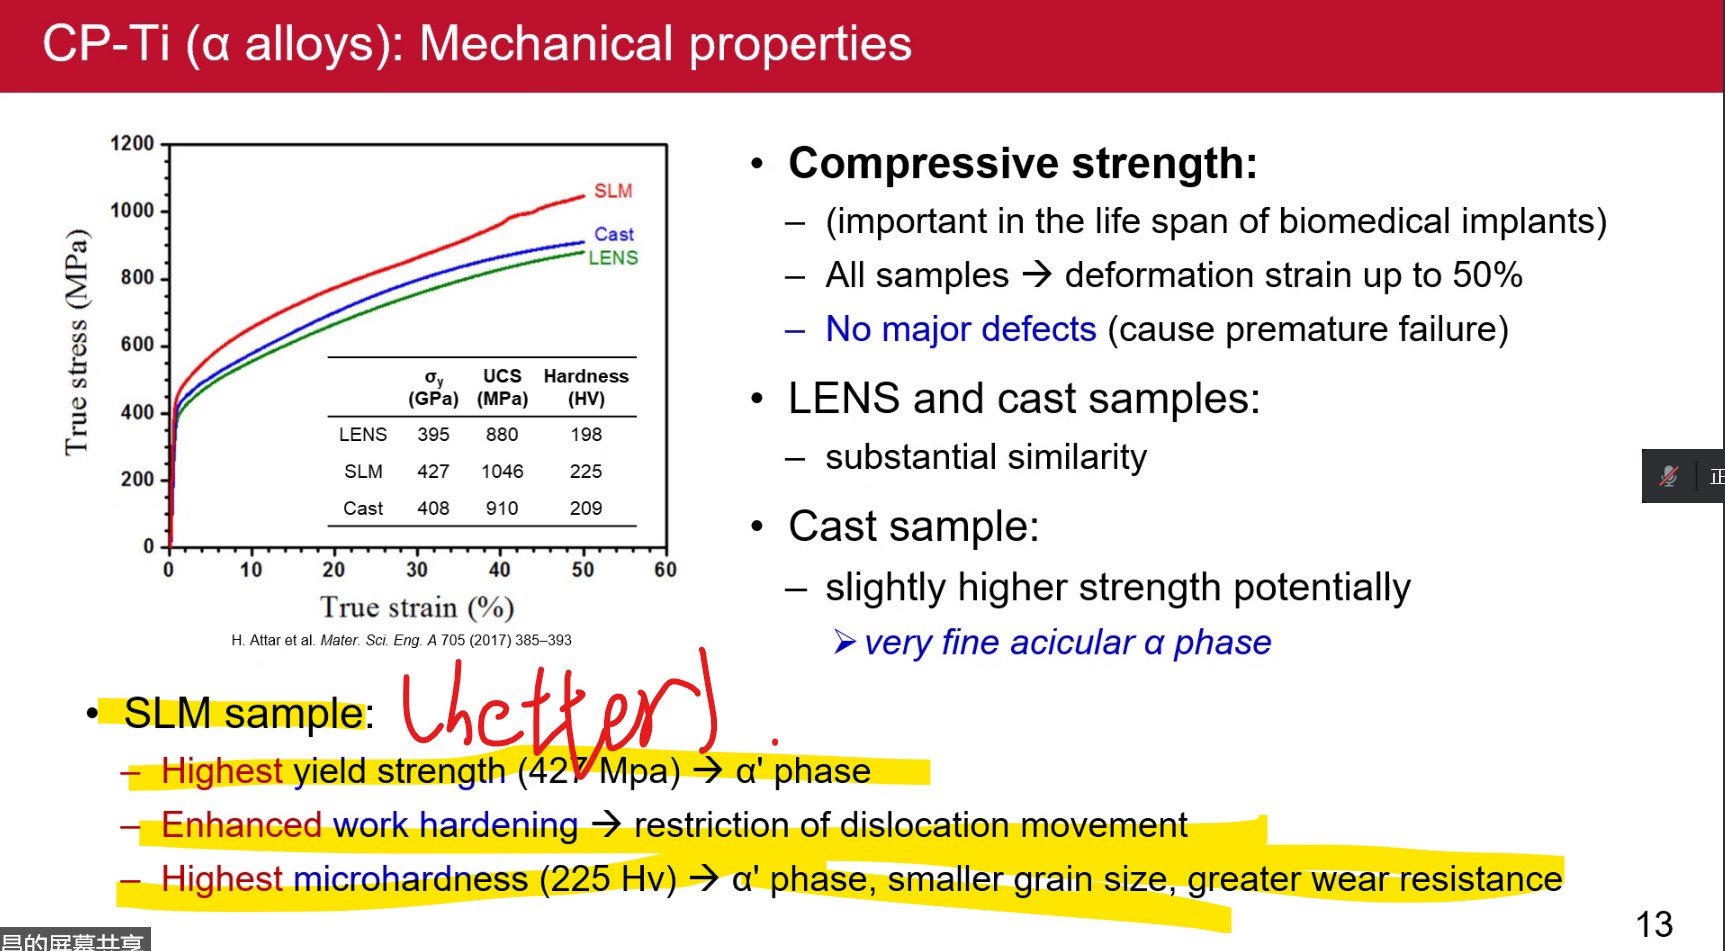 CP-Ti (α alloys): Mechanical properties
1200
1000
800
600
400
200
0
True stress (MPa)
SLM
Cast
LENS
σy (GPa) UCS (MPa) Hardness (HV)
LENS 395 880 198
SLM 427 1046 225
Cast 408 910 209
0 10 20 30 40 50 60
True strain (%)
H. Attar et al. Mater. Sci. Eng. A 705 (2017) 385–393
• Compressive strength:
– (important in the life span of biomedical implants)
– All samples → deformation strain up to 50%
– No major defects (cause premature failure)
• LENS and cast samples:
– substantial similarity
• Cast sample:
– slightly higher strength potentially
➢ very fine acicular α phase
• SLM sample: (better).
– Highest yield strength (427 Mpa) → α' phase
– Enhanced work hardening → restriction of dislocation movement
– Highest microhardness (225 Hv) → α' phase, smaller grain size, greater wear resistance
13
昌的屏幕共享